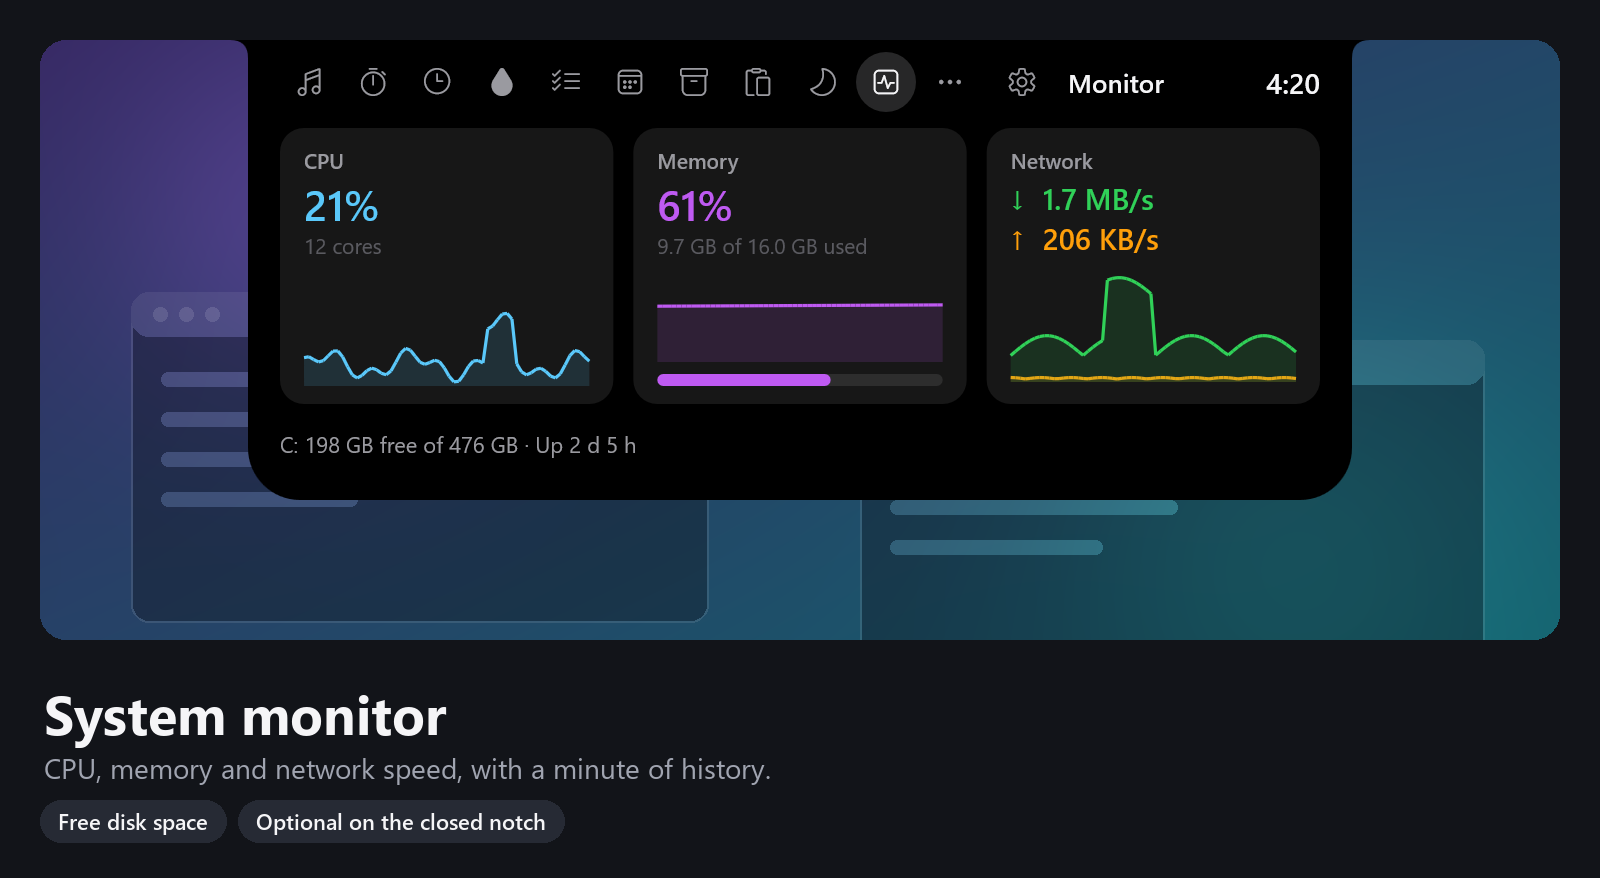 Monitor
4:20
CPU
21%
12 cores
Memory
61%
9.7 GB of 16.0 GB used
Network
↓ 1.7 MB/s
↑ 206 KB/s
C: 198 GB free of 476 GB · Up 2 d 5 h
System monitor
CPU, memory and network speed, with a minute of history.
Free disk space
Optional on the closed notch